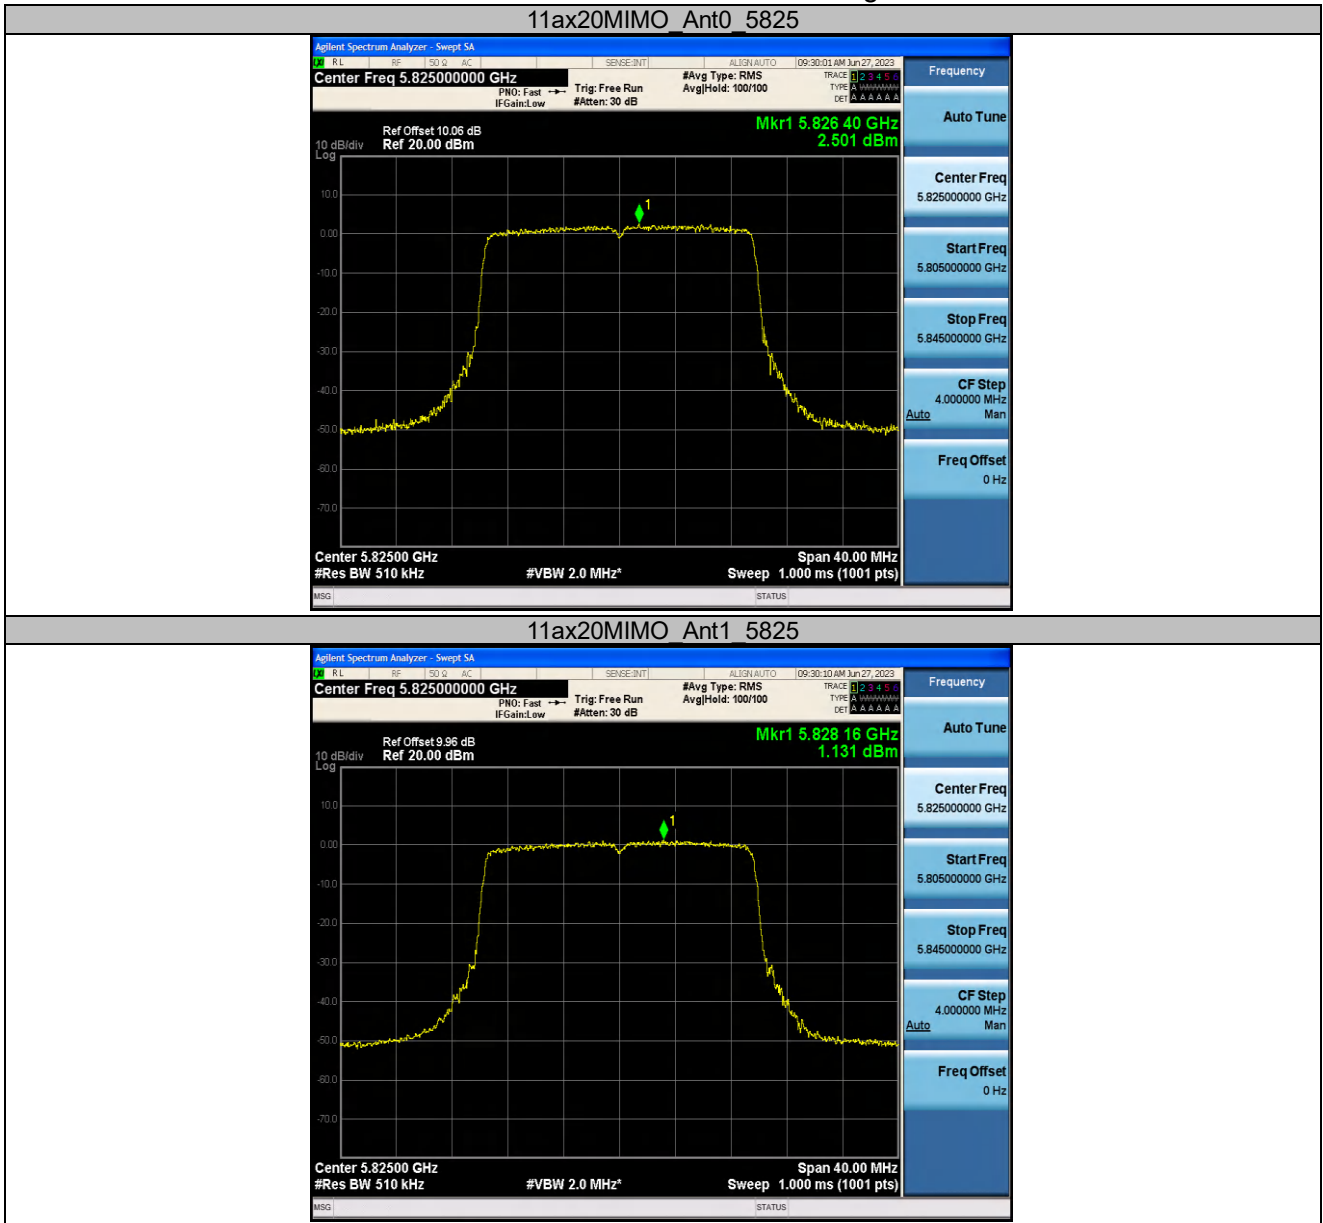 11ax20MIMO_Ant0_5825
Agilent Spectrum Analyzer - Swept SA
RL RF 50 Ω AC SENSE:INT ALIGN AUTO 09:30:01 AM Jun 27, 2023
Center Freq 5.825000000 GHz
PNO: Fast
IFGain:Low
Trig: Free Run
#Atten: 30 dB
#Avg Type: RMS
Avg|Hold: 100/100
TRACE 1 2 3 4 5 6
TYPE A WWWWW
DET A A A A A A
Mkr1 5.826 40 GHz
2.501 dBm
Ref Offset 10.06 dB
10 dB/div Ref 20.00 dBm
Log
1
10.0
0.00
-10.0
-20.0
-30.0
-40.0
-50.0
-60.0
-70.0
Center 5.82500 GHz Span 40.00 MHz
#Res BW 510 kHz #VBW 2.0 MHz* Sweep 1.000 ms (1001 pts)
MSG STATUS
Frequency
Auto Tune
Center Freq
5.825000000 GHz
Start Freq
5.805000000 GHz
Stop Freq
5.845000000 GHz
CF Step
4.000000 MHz
Auto Man
Freq Offset
0 Hz
11ax20MIMO_Ant1_5825
Agilent Spectrum Analyzer - Swept SA
RL RF 50 Ω AC SENSE:INT ALIGN AUTO 09:30:10 AM Jun 27, 2023
Center Freq 5.825000000 GHz
PNO: Fast
IFGain:Low
Trig: Free Run
#Atten: 30 dB
#Avg Type: RMS
Avg|Hold: 100/100
TRACE 1 2 3 4 5 6
TYPE A WWWWW
DET A A A A A A
Mkr1 5.828 16 GHz
1.131 dBm
Ref Offset 9.96 dB
10 dB/div Ref 20.00 dBm
Log
1
10.0
0.00
-10.0
-20.0
-30.0
-40.0
-50.0
-60.0
-70.0
Center 5.82500 GHz Span 40.00 MHz
#Res BW 510 kHz #VBW 2.0 MHz* Sweep 1.000 ms (1001 pts)
MSG STATUS
Frequency
Auto Tune
Center Freq
5.825000000 GHz
Start Freq
5.805000000 GHz
Stop Freq
5.845000000 GHz
CF Step
4.000000 MHz
Auto Man
Freq Offset
0 Hz